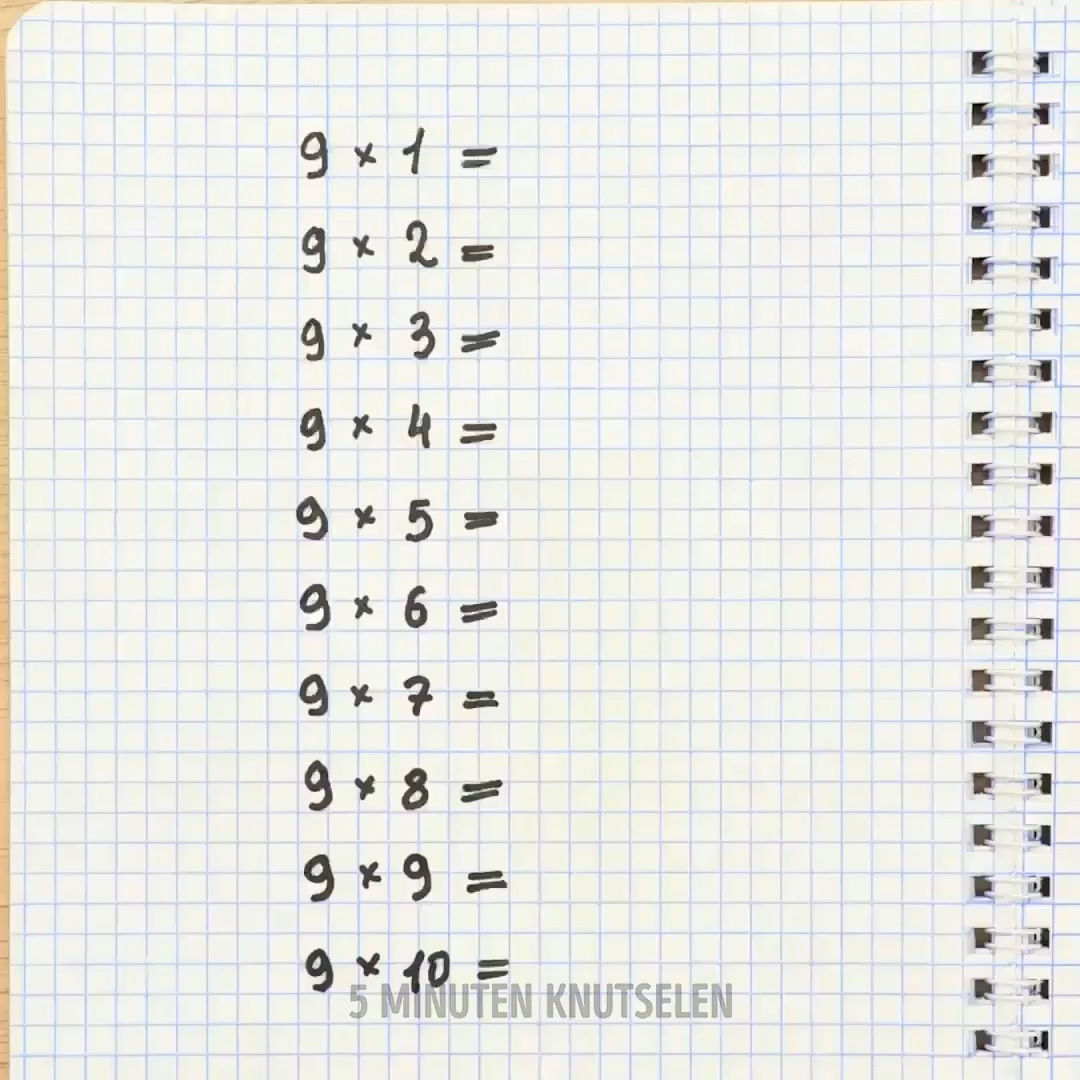 9 × 1 =
9 × 2 =
9 × 3 =
9 × 4 =
9 × 5 =
9 × 6 =
9 × 7 =
9 × 8 =
9 × 9 =
9 × 10 =
5 MINUTEN KNUTSELEN